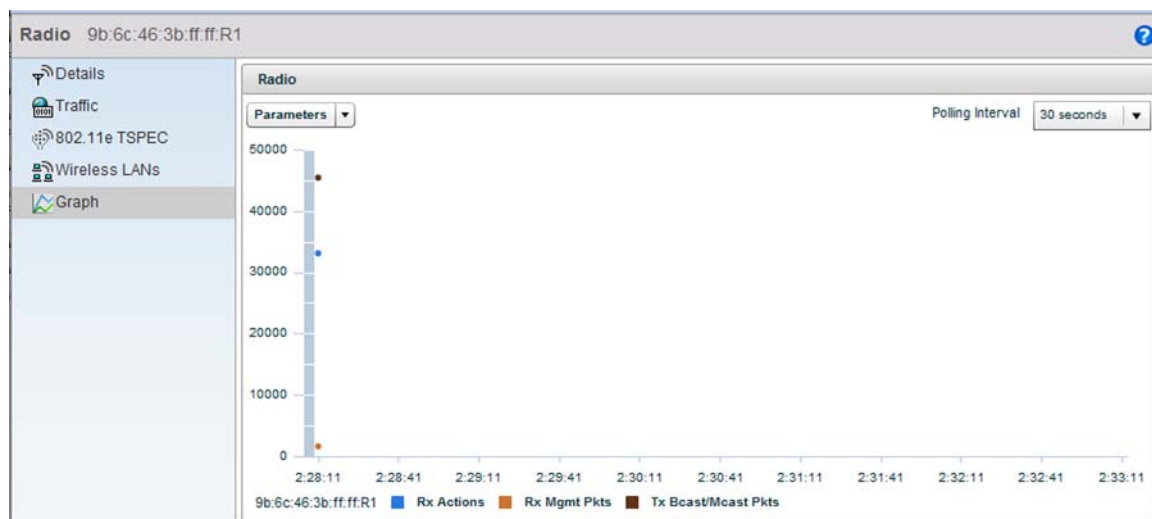 Radio 9b:6c:46:3b:ff:ff:R1
?
Details
Traffic
802.11e TSPEC
Wireless LANs
Graph
Radio
Parameters
Polling Interval 30 seconds
50000
40000
30000
20000
10000
0
2:28:11 2:28:41 2:29:11 2:29:41 2:30:11 2:30:41 2:31:11 2:31:41 2:32:11 2:32:41 2:33:11
9b:6c:46:3b:ff:ff:R1 Rx Actions Rx Mgmt Pkts Tx Bcast/Mcast Pkts